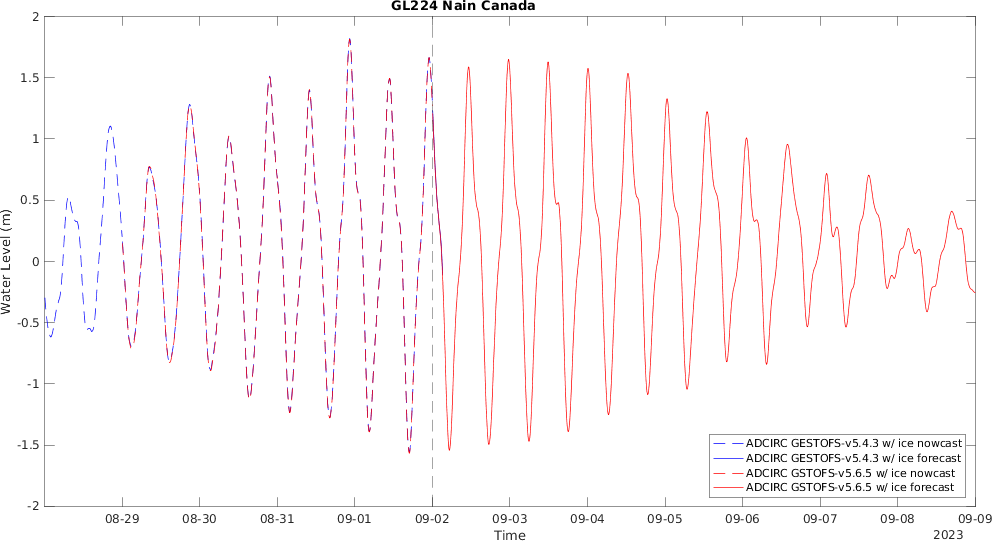 GL224 Nain Canada
2
1.5
1
0.5
0
-0.5
-1
-1.5
-2
Water Level (m)
ADCIRC GESTOFS-v5.4.3 w/ ice nowcast
ADCIRC GESTOFS-v5.4.3 w/ ice forecast
ADCIRC GSTOFS-v5.6.5 w/ ice nowcast
ADCIRC GSTOFS-v5.6.5 w/ ice forecast
08-29 08-30 08-31 09-01 09-02 09-03 09-04 09-05 09-06 09-07 09-08 09-09
Time
2023